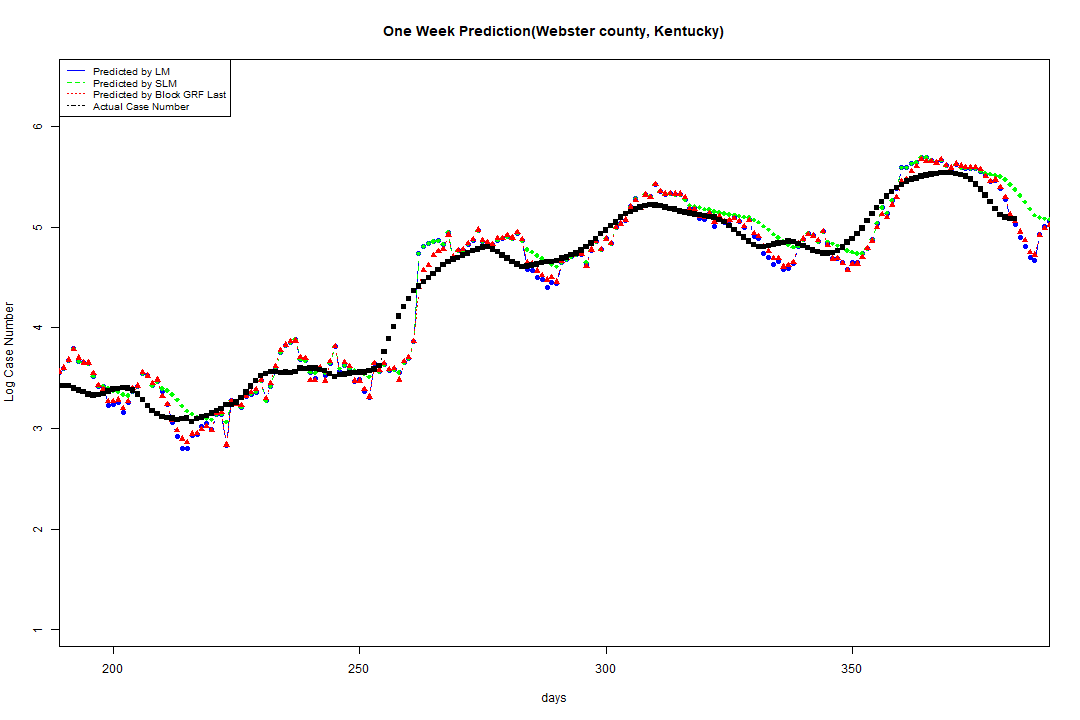 One Week Prediction(Webster county, Kentucky)
Predicted by LM
Predicted by SLM
Predicted by Block GRF Last
Actual Case Number
6
5
4
3
2
1
Log Case Number
200 250 300 350
days